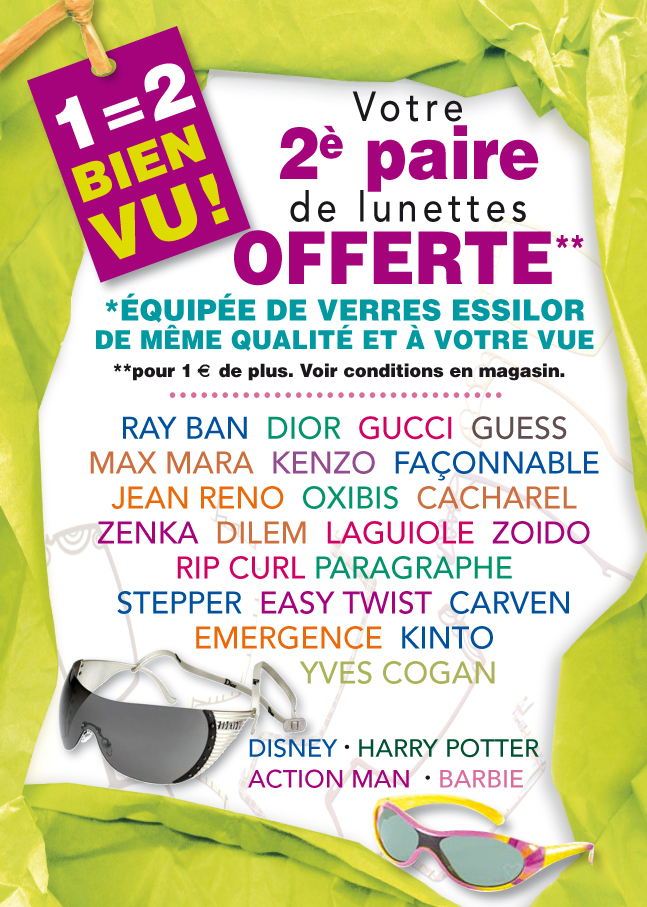 1=2
BIEN
VU!
Votre
2è paire
de lunettes
OFFERTE**
*ÉQUIPÉE DE VERRES ESSILOR
DE MÊME QUALITÉ ET À VOTRE VUE
**pour 1 € de plus. Voir conditions en magasin.
RAY BAN DIOR GUCCI GUESS
MAX MARA KENZO FAÇONNABLE
JEAN RENO OXIBIS CACHAREL
ZENKA DILEM LAGUIOLE ZOIDO
RIP CURL PARAGRAPHE
STEPPER EASY TWIST CARVEN
EMERGENCE KINTO
YVES COGAN
Dior
DISNEY · HARRY POTTER
ACTION MAN · BARBIE